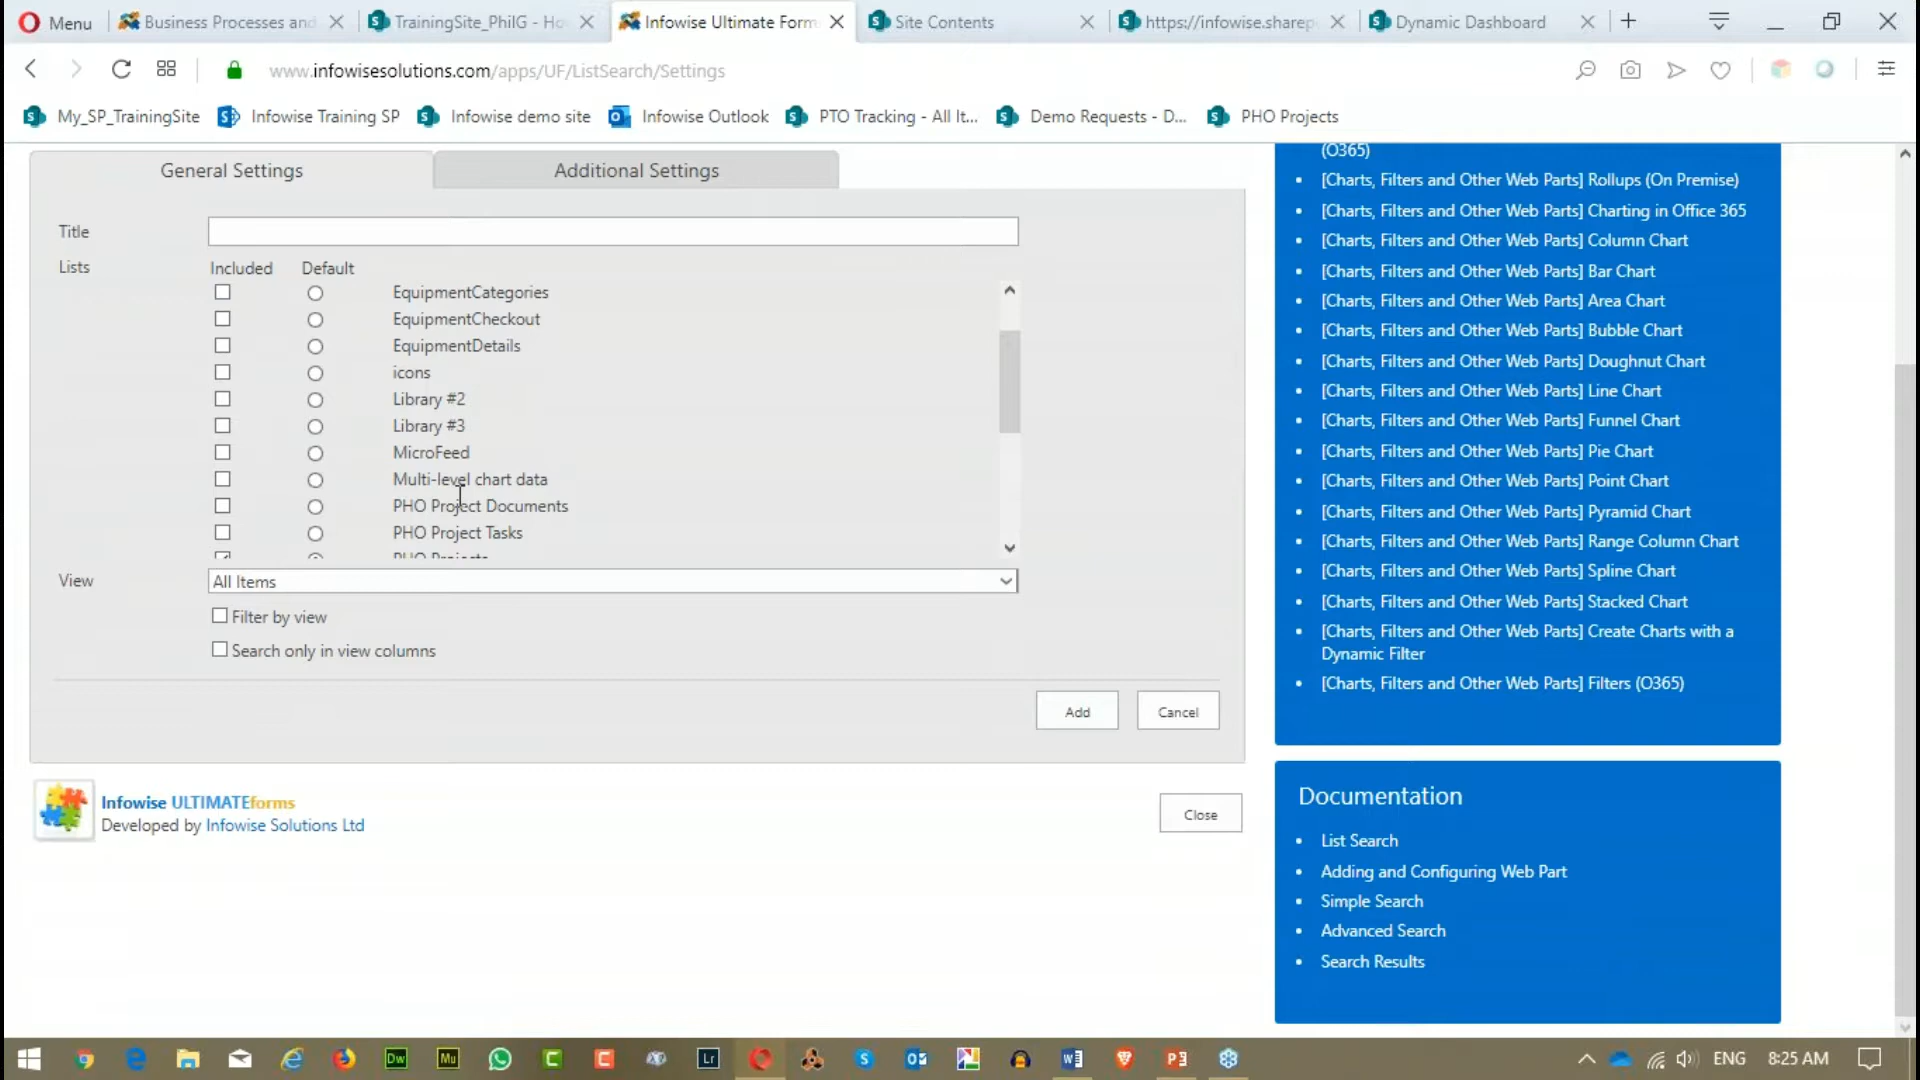 Menu
Business Processes and
TrainingSite_PhilG - Ho
Infowise Ultimate Form
Site Contents
https://infowise.sharep
Dynamic Dashboard
www.infowisesolutions.com/apps/UF/ListSearch/Settings
My_SP_TrainingSite
Infowise Training SP
Infowise demo site
Infowise Outlook
PTO Tracking - All It...
Demo Requests - D...
PHO Projects
General Settings
Additional Settings
Title
Lists
Included Default
EquipmentCategories
EquipmentCheckout
EquipmentDetails
icons
Library #2
Library #3
MicroFeed
Multi-level chart data
PHO Project Documents
PHO Project Tasks
PHO Projects
View
All Items
Filter by view
Search only in view columns
Add
Cancel
Infowise ULTIMATEforms
Developed by Infowise Solutions Ltd
Close
(O365)
[Charts, Filters and Other Web Parts] Rollups (On Premise)
[Charts, Filters and Other Web Parts] Charting in Office 365
[Charts, Filters and Other Web Parts] Column Chart
[Charts, Filters and Other Web Parts] Bar Chart
[Charts, Filters and Other Web Parts] Area Chart
[Charts, Filters and Other Web Parts] Bubble Chart
[Charts, Filters and Other Web Parts] Doughnut Chart
[Charts, Filters and Other Web Parts] Line Chart
[Charts, Filters and Other Web Parts] Funnel Chart
[Charts, Filters and Other Web Parts] Pie Chart
[Charts, Filters and Other Web Parts] Point Chart
[Charts, Filters and Other Web Parts] Pyramid Chart
[Charts, Filters and Other Web Parts] Range Column Chart
[Charts, Filters and Other Web Parts] Spline Chart
[Charts, Filters and Other Web Parts] Stacked Chart
[Charts, Filters and Other Web Parts] Create Charts with a
Dynamic Filter
[Charts, Filters and Other Web Parts] Filters (O365)
Documentation
List Search
Adding and Configuring Web Part
Simple Search
Advanced Search
Search Results
Dw
Mu
Lr
ENG
8:25 AM